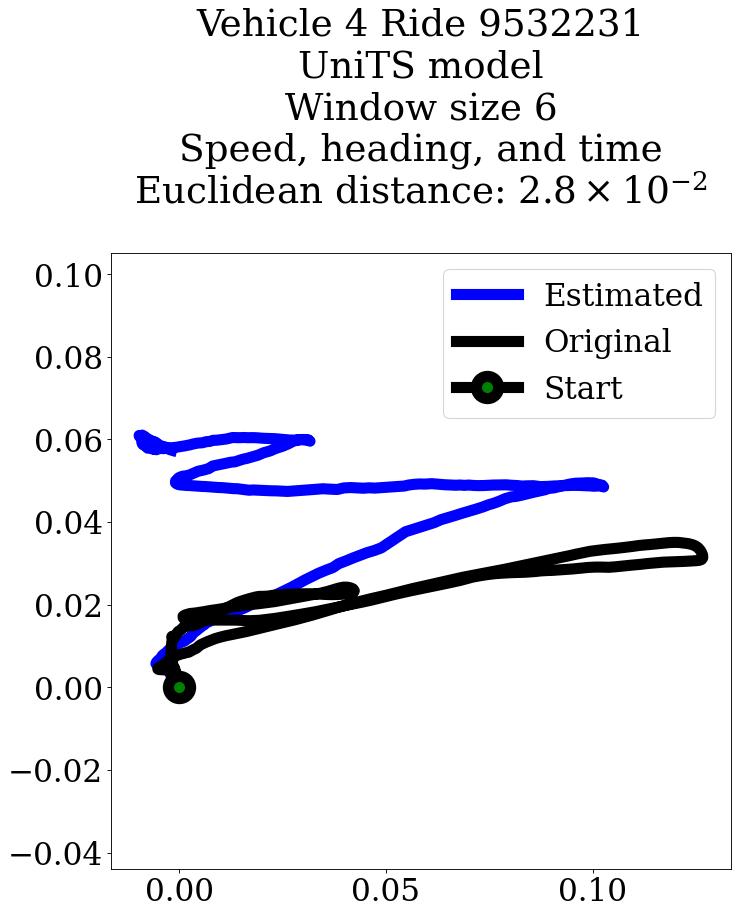 Vehicle 4 Ride 9532231
UniTS model
Window size 6
Speed, heading, and time
Euclidean distance: 2.8 × 10⁻²
0.10
0.08
0.06
0.04
0.02
0.00
−0.02
−0.04
0.00 0.05 0.10
Estimated
Original
Start